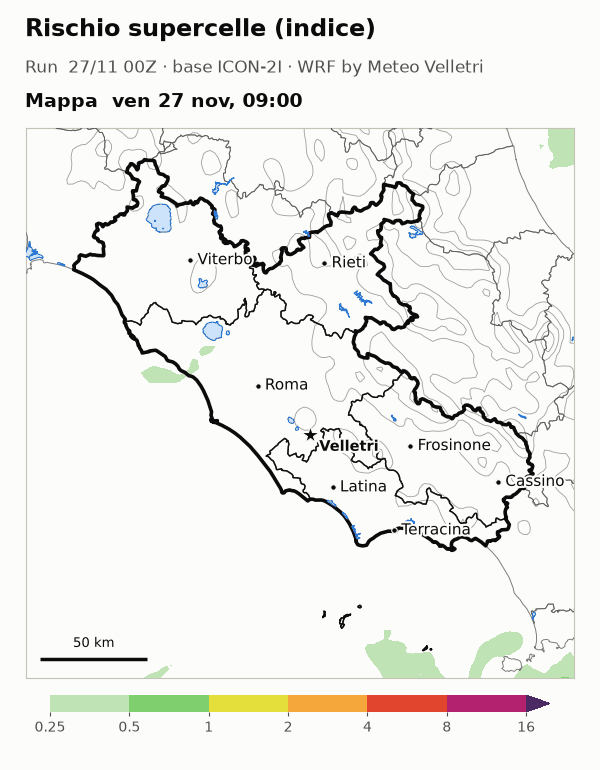 Rischio supercelle (indice)
Run  27/11 00Z · base ICON-2I · WRF by Meteo Velletri
Mappa  ven 27 nov, 09:00
Viterbo
Rieti
Roma
Velletri
Frosinone
Cassino
Latina
Terracina
50 km
0.25 0.5 1 2 4 8 16